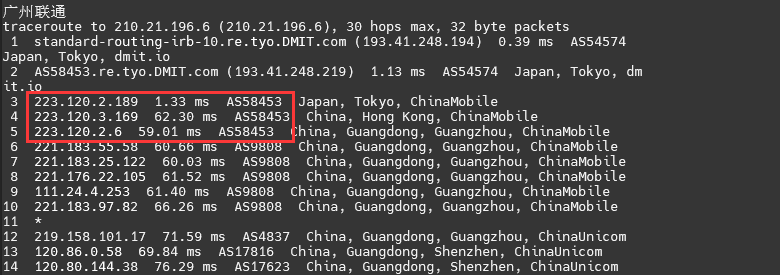 广州联通
traceroute to 210.21.196.6 (210.21.196.6), 30 hops max, 32 byte packets
1 standard-routing-irb-10.re.tyo.DMIT.com (193.41.248.194) 0.39 ms AS54574
Japan, Tokyo, dmit.io
2 AS58453.re.tyo.DMIT.com (193.41.248.219) 1.13 ms AS54574 Japan, Tokyo, dm
it.io
3 223.120.2.189 1.33 ms AS58453 Japan, Tokyo, ChinaMobile
4 223.120.3.169 62.30 ms AS58453 China, Hong Kong, ChinaMobile
5 223.120.2.6 59.01 ms AS58453 China, Guangdong, Guangzhou, ChinaMobile
6 221.183.55.58 60.66 ms AS9808 China, Guangdong, Guangzhou, ChinaMobile
7 221.183.25.122 60.03 ms AS9808 China, Guangdong, Guangzhou, ChinaMobile
8 221.176.22.105 61.52 ms AS9808 China, Guangdong, Guangzhou, ChinaMobile
9 111.24.4.253 61.40 ms AS9808 China, Guangdong, Guangzhou, ChinaMobile
10 221.183.97.82 66.26 ms AS9808 China, Guangdong, Guangzhou, ChinaMobile
11 *
12 219.158.101.17 71.59 ms AS4837 China, Guangdong, Guangzhou, ChinaUnicom
13 120.86.0.58 69.84 ms AS17816 China, Guangdong, Shenzhen, ChinaUnicom
14 120.80.144.38 76.29 ms AS17623 China, Guangdong, Shenzhen, ChinaUnicom